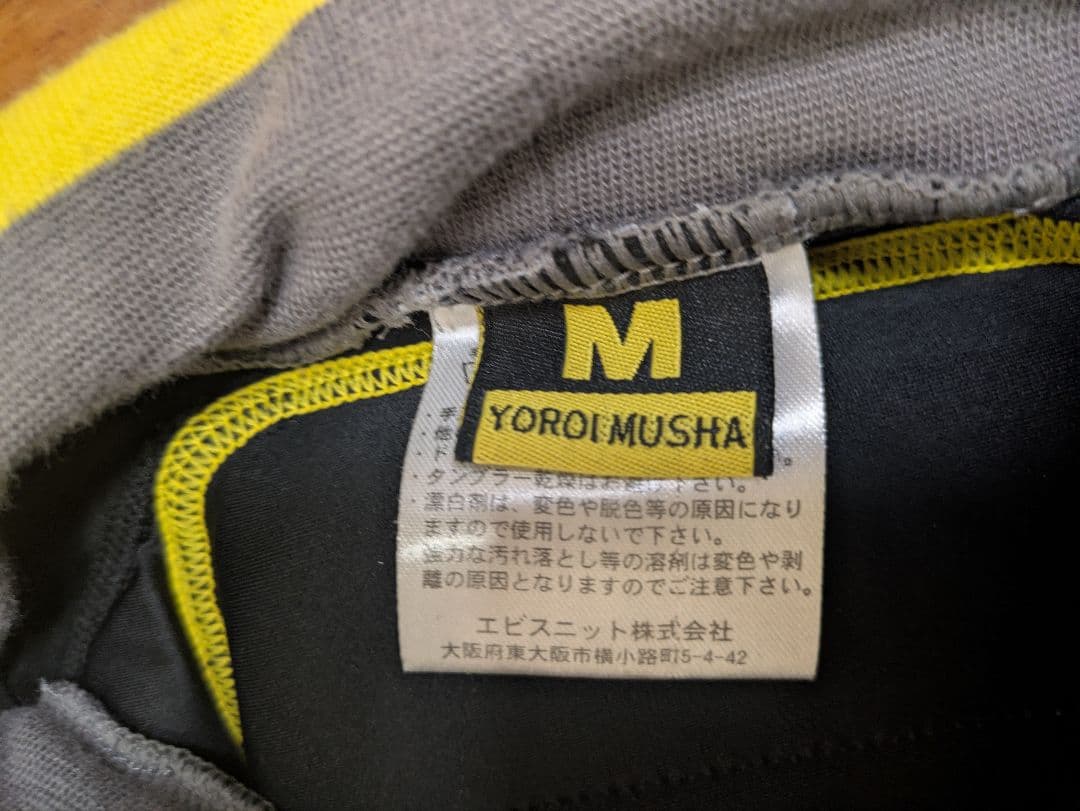 M
YOROIMUSHA
・タンブラー乾燥はお避け下さい。
・漂白剤は、変色や脱色等の原因になり
ますので使用しないで下さい。
強力な汚れ落とし等の溶剤は変色や剥
離の原因となりますのでご注意下さい。
エビスニット株式会社
大阪府東大阪市横小路町5-4-42